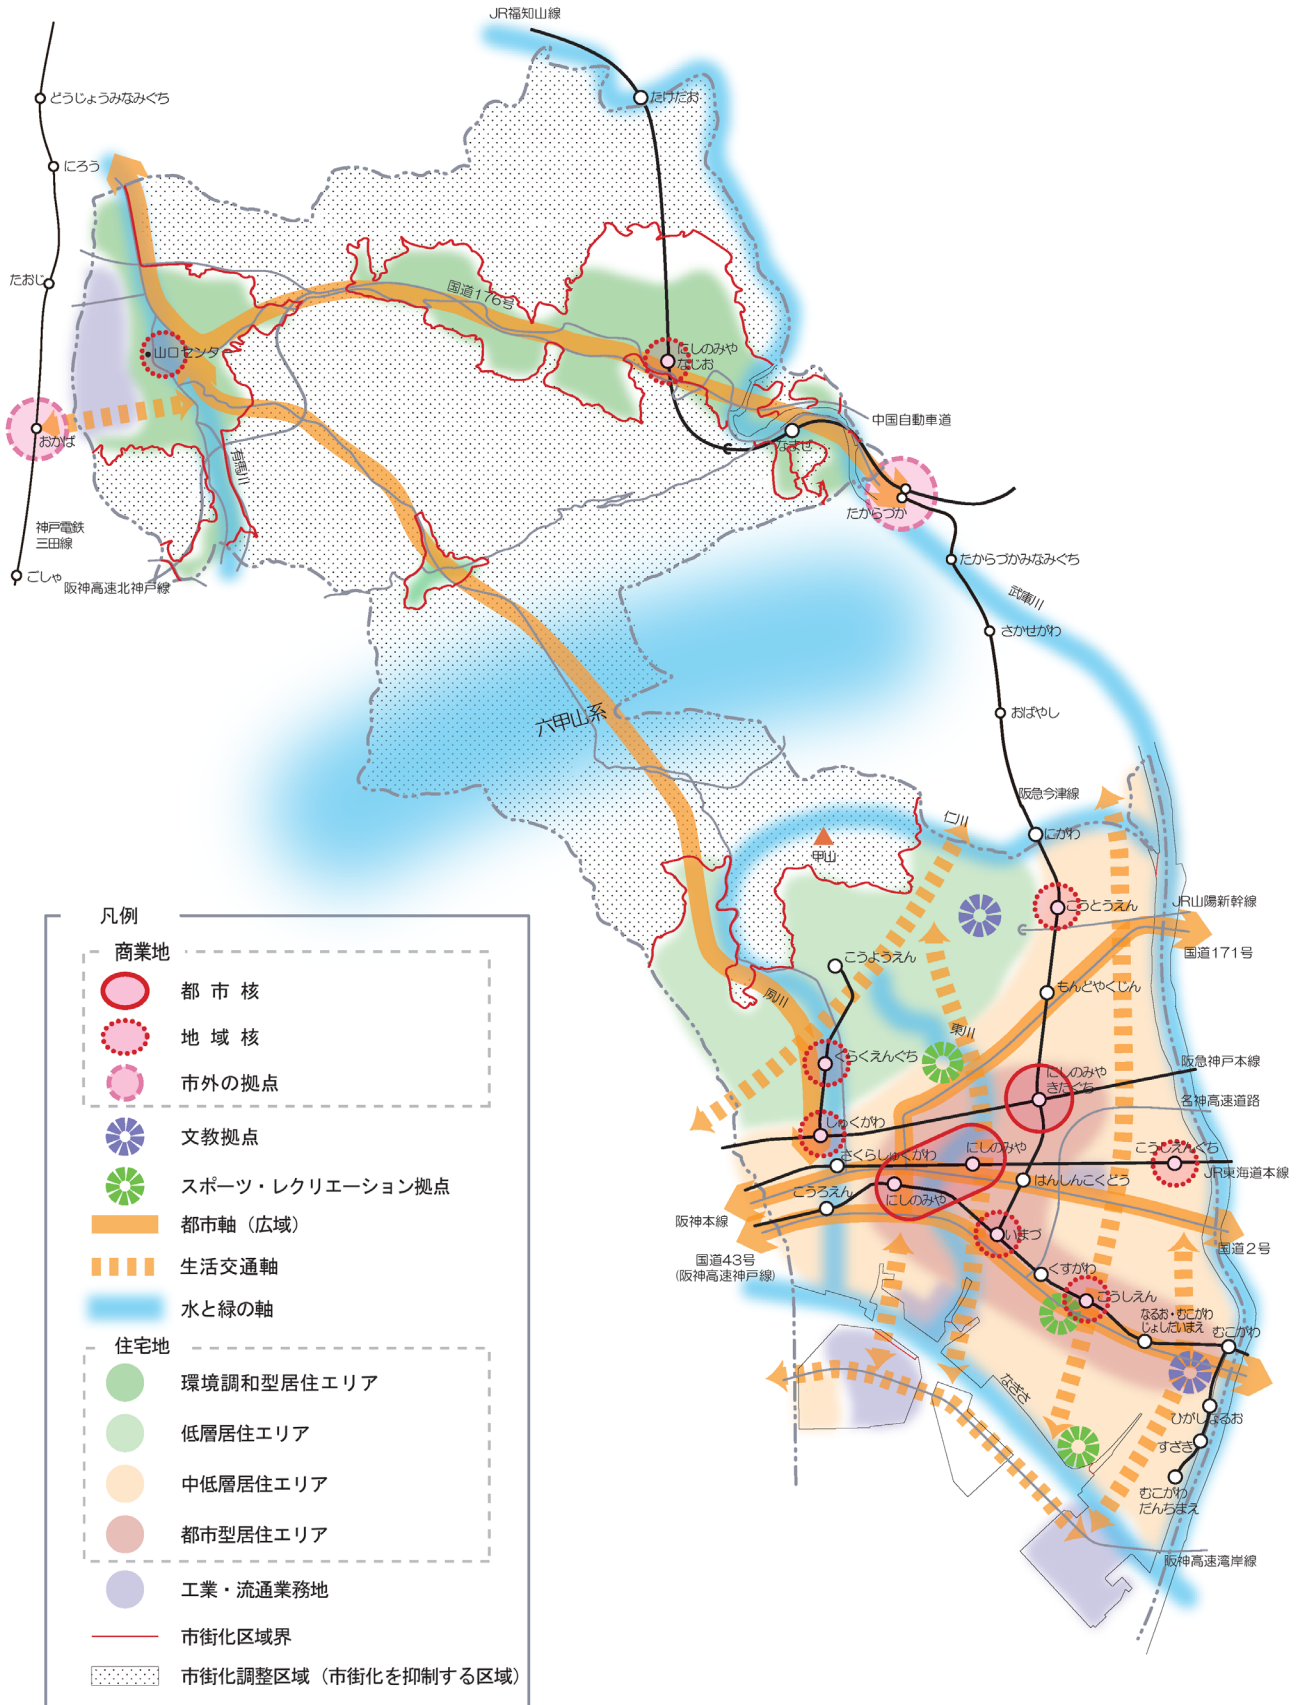 JR福知山線
どうじょうみなみぐち
たけだお
にろう
たおじ
国道176号
山口センター
にしのみや
なじお
中国自動車道
おかば
なまぜ
有馬川
たからづか
神戸電鉄
三田線
たからづかみなみぐち
ごしゃ
阪神高速北神戸線
武庫川
さかせがわ
六甲山系
おばやし
阪急今津線
仁川
にがわ
甲山
JR山陽新幹線
こうとうえん
国道171号
こうようえん
もんどやくじん
夙川
東川
くらくえんぐち
阪急神戸本線
にしのみや
きたぐち
名神高速道路
しゅくがわ
さくらしゅくがわ
にしのみや
こうしえんぐち
JR東海道本線
はんしんこくどう
こうろえん
にしのみや
阪神本線
いまづ
国道2号
国道43号
(阪神高速神戸線)
くすがわ
こうしえん
なるお・むこがわ
じょしだいまえ
むこがわ
なぎさ
ひがしなるお
すざき
むこがわ
だんちまえ
阪神高速湾岸線
凡例
商業地
都市核
地域核
市外の拠点
文教拠点
スポーツ・レクリエーション拠点
都市軸（広域）
生活交通軸
水と緑の軸
住宅地
環境調和型居住エリア
低層居住エリア
中低層居住エリア
都市型居住エリア
工業・流通業務地
市街化区域界
市街化調整区域（市街化を抑制する区域）